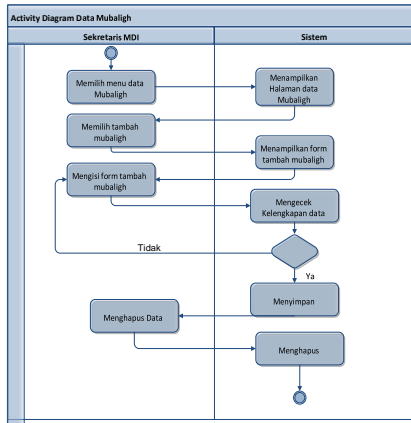 Activity Diagram Data Mubaligh
Sekretaris MDI
Sistem
Memilih menu data
Mubaligh
Menampilkan
Halaman data
Mubaligh
Memilih tambah
mubaligh
Menampilkan form
tambah mubaligh
Mengisi form tambah
mubaligh
Mengecek
Kelengkapan data
Tidak
Ya
Menyimpan
Menghapus Data
Menghapus